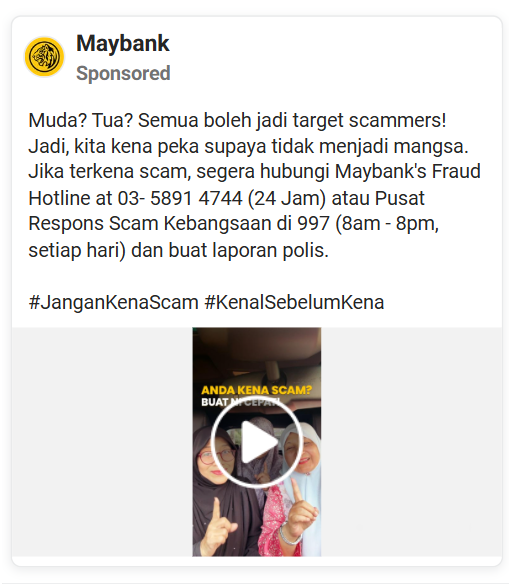 Maybank
Sponsored
Muda? Tua? Semua boleh jadi target scammers!
Jadi, kita kena peka supaya tidak menjadi mangsa.
Jika terkena scam, segera hubungi Maybank's Fraud
Hotline at 03- 5891 4744 (24 Jam) atau Pusat
Respons Scam Kebangsaan di 997 (8am - 8pm,
setiap hari) dan buat laporan polis.
#JanganKenaScam #KenalSebelumKena
ANDA KENA SCAM?
BUAT NI CEPAT!